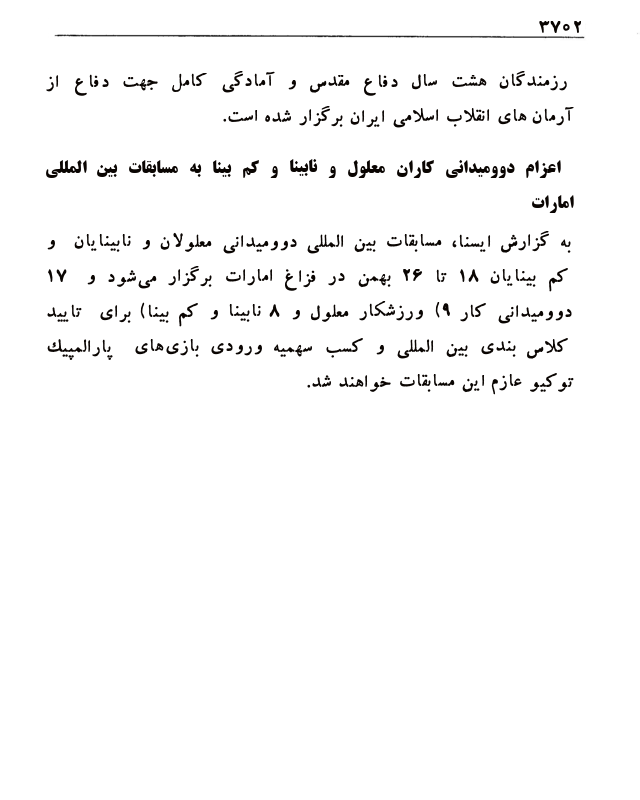 ۳۷۰۲
رزمندگان هشت سال دفاع مقدس و آمادگی کامل جهت دفاع از
آرمان های انقلاب اسلامی ایران برگزار شده است.
اعزام دوومیدانی کاران معلول و نابینا و کم بینا به مسابقات بین المللی
امارات
به گزارش ایسنا، مسابقات بین المللی دوومیدانی معلولان و نابینایان و
کم بینایان ۱۸ تا ۲۶ بهمن در فزاغ امارات برگزار می‌شود و ۱۷
دوومیدانی کار ۹) ورزشکار معلول و ۸ نابینا و کم بینا) برای تایید
کلاس بندی بین المللی و کسب سهمیه ورودی بازی‌های پارالمپیک
توکیو عازم این مسابقات خواهند شد.